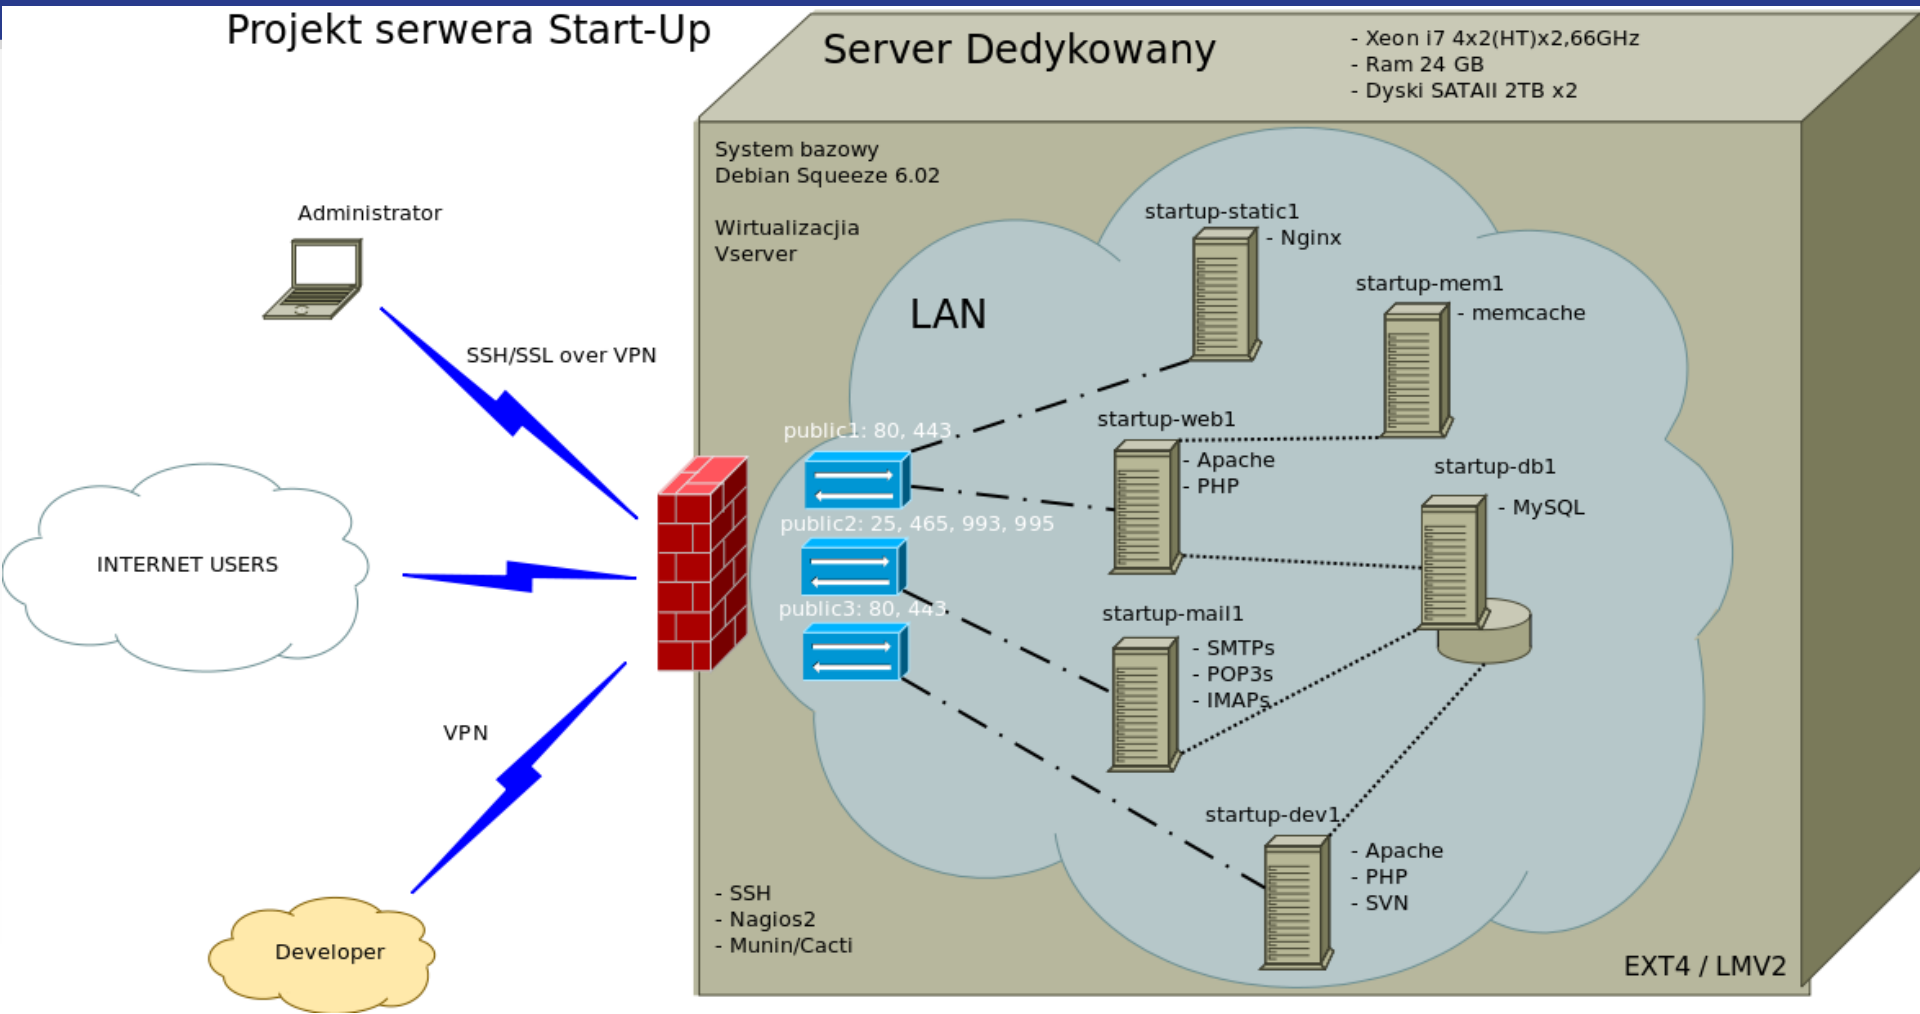 Projekt serwera Start-Up
Server Dedykowany
- Xeon i7 4x2(HT)x2,66GHz
- Ram 24 GB
- Dyski SATAII 2TB x2
System bazowy
Debian Squeeze 6.02
Wirtualizacjia
Vserver
Administrator
SSH/SSL over VPN
INTERNET USERS
VPN
Developer
LAN
startup-static1
- Nginx
startup-mem1
- memcache
public1: 80, 443
startup-web1
- Apache
- PHP
startup-db1
- MySQL
public2: 25, 465, 993, 995
public3: 80, 443
startup-mail1
- SMTPs
- POP3s
- IMAPs
startup-dev1
- Apache
- PHP
- SVN
- SSH
- Nagios2
- Munin/Cacti
EXT4 / LMV2